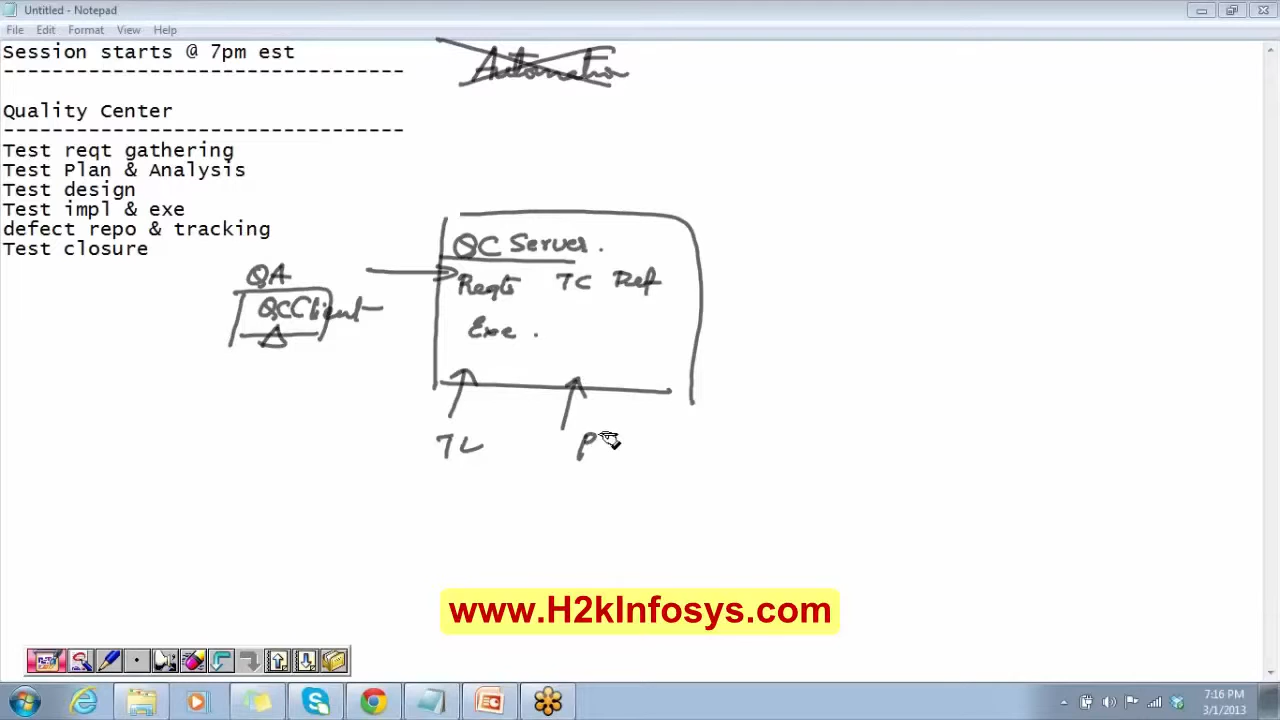 Untitled - Notepad
File Edit Format View Help
Session starts @ 7pm est
---------------------------------
Automation
Quality Center
---------------------------------
Test reqt gathering
Test Plan & Analysis
Test design
Test impl & exe
defect repo & tracking
Test closure
QC Server.
QA
Reqts TC Def
QC Client
Exe.
TL
P
www.H2kInfosys.com
7:16 PM
3/1/2013